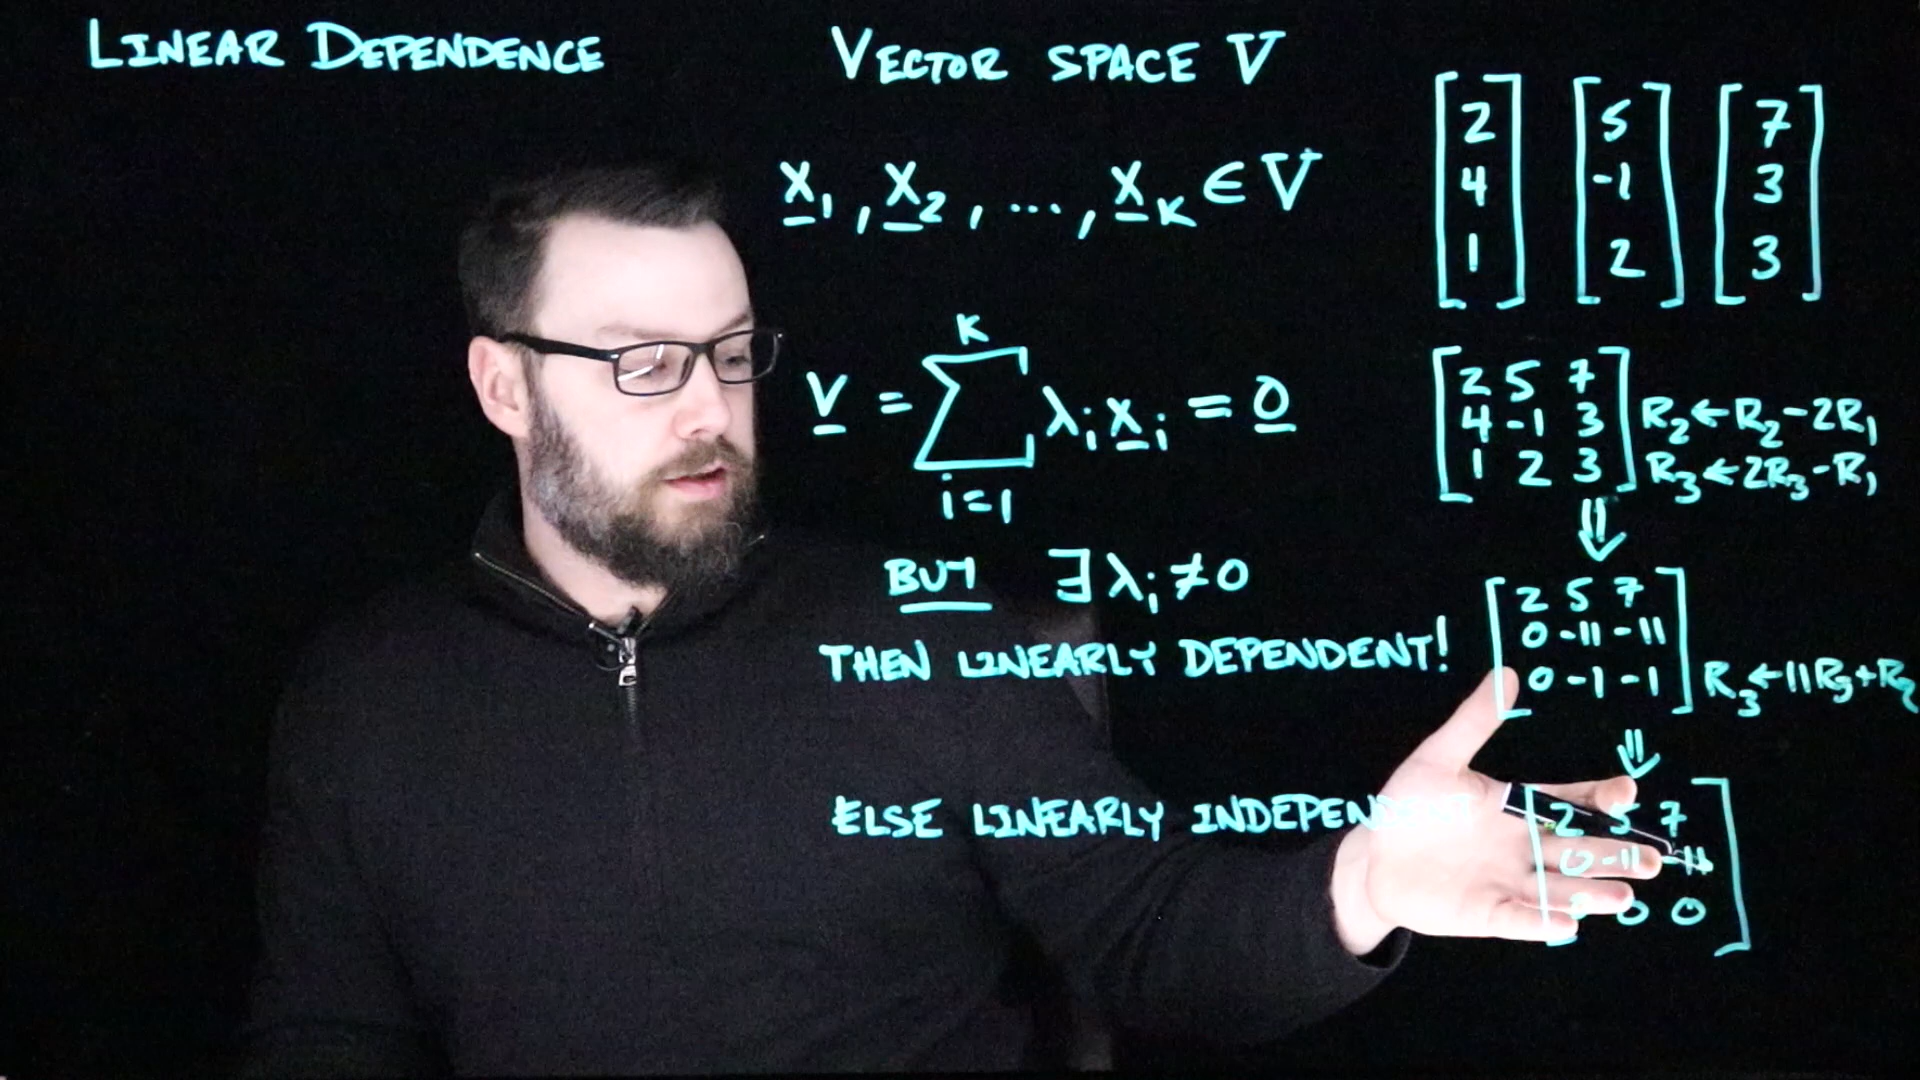 LINEAR DEPENDENCE
VECTOR SPACE V
x₁, x₂, ..., x_K ∈ V
v = Σ λᵢ xᵢ = 0
K
i=1
BUT ∃ λᵢ ≠ 0
THEN LINEARLY DEPENDENT!
ELSE LINEARLY INDEPENDENT
2 5 7
4 -1 3
1 2 3
2 5 7
4 -1 3 R₂ ← R₂ - 2R₁
1 2 3 R₃ ← 2R₃ - R₁
⇓
2 5 7
0 -11 -11
0 -1 -1 R₃ ← 11R₃ + R₂
⇓
2 5 7
0 -11 -11
0 0 0